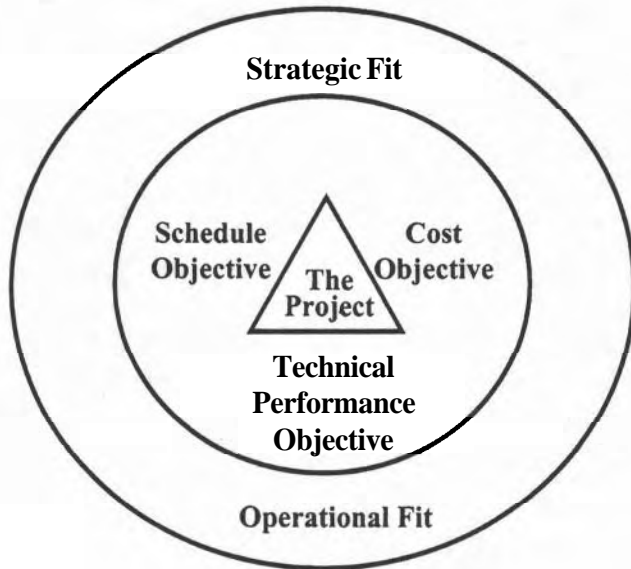 Strategic Fit
Schedule
Objective
Cost
Objective
The
Project
Technical
Performance
Objective
Operational Fit